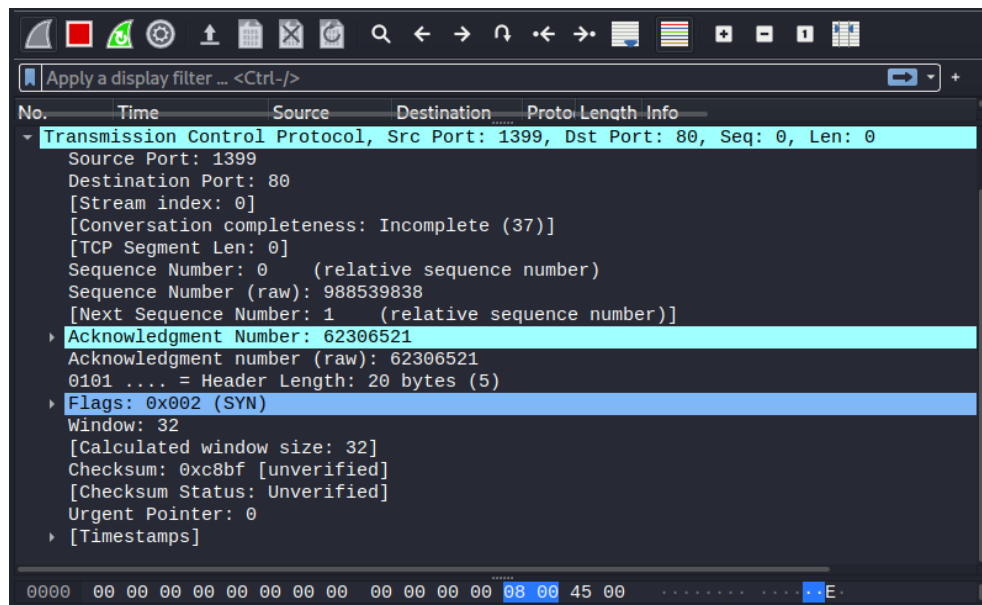 Apply a display filter ... <Ctrl-/>
No. Time Source Destination Proto Length Info
Transmission Control Protocol, Src Port: 1399, Dst Port: 80, Seq: 0, Len: 0
Source Port: 1399
Destination Port: 80
[Stream index: 0]
[Conversation completeness: Incomplete (37)]
[TCP Segment Len: 0]
Sequence Number: 0 (relative sequence number)
Sequence Number (raw): 988539838
[Next Sequence Number: 1 (relative sequence number)]
Acknowledgment Number: 62306521
Acknowledgment number (raw): 62306521
0101 .... = Header Length: 20 bytes (5)
Flags: 0x002 (SYN)
Window: 32
[Calculated window size: 32]
Checksum: 0xc8bf [unverified]
[Checksum Status: Unverified]
Urgent Pointer: 0
[Timestamps]
0000 00 00 00 00 00 00 00 00 00 00 00 00 08 00 45 00 ........ ......E.